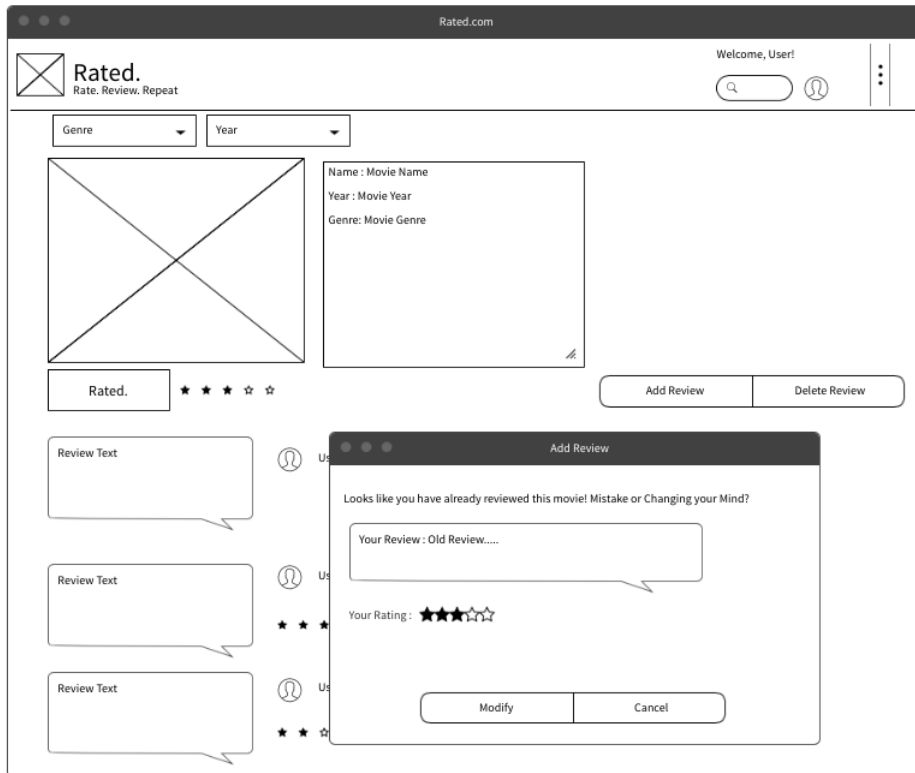 Rated.com
Welcome, User!
Rated.
Rate. Review. Repeat
Genre
Year
Name : Movie Name
Year : Movie Year
Genre: Movie Genre
Rated.
Add Review
Delete Review
Review Text
Add Review
Looks like you have already reviewed this movie! Mistake or Changing your Mind?
Your Review : Old Review.....
Review Text
Your Rating :
Review Text
Modify
Cancel